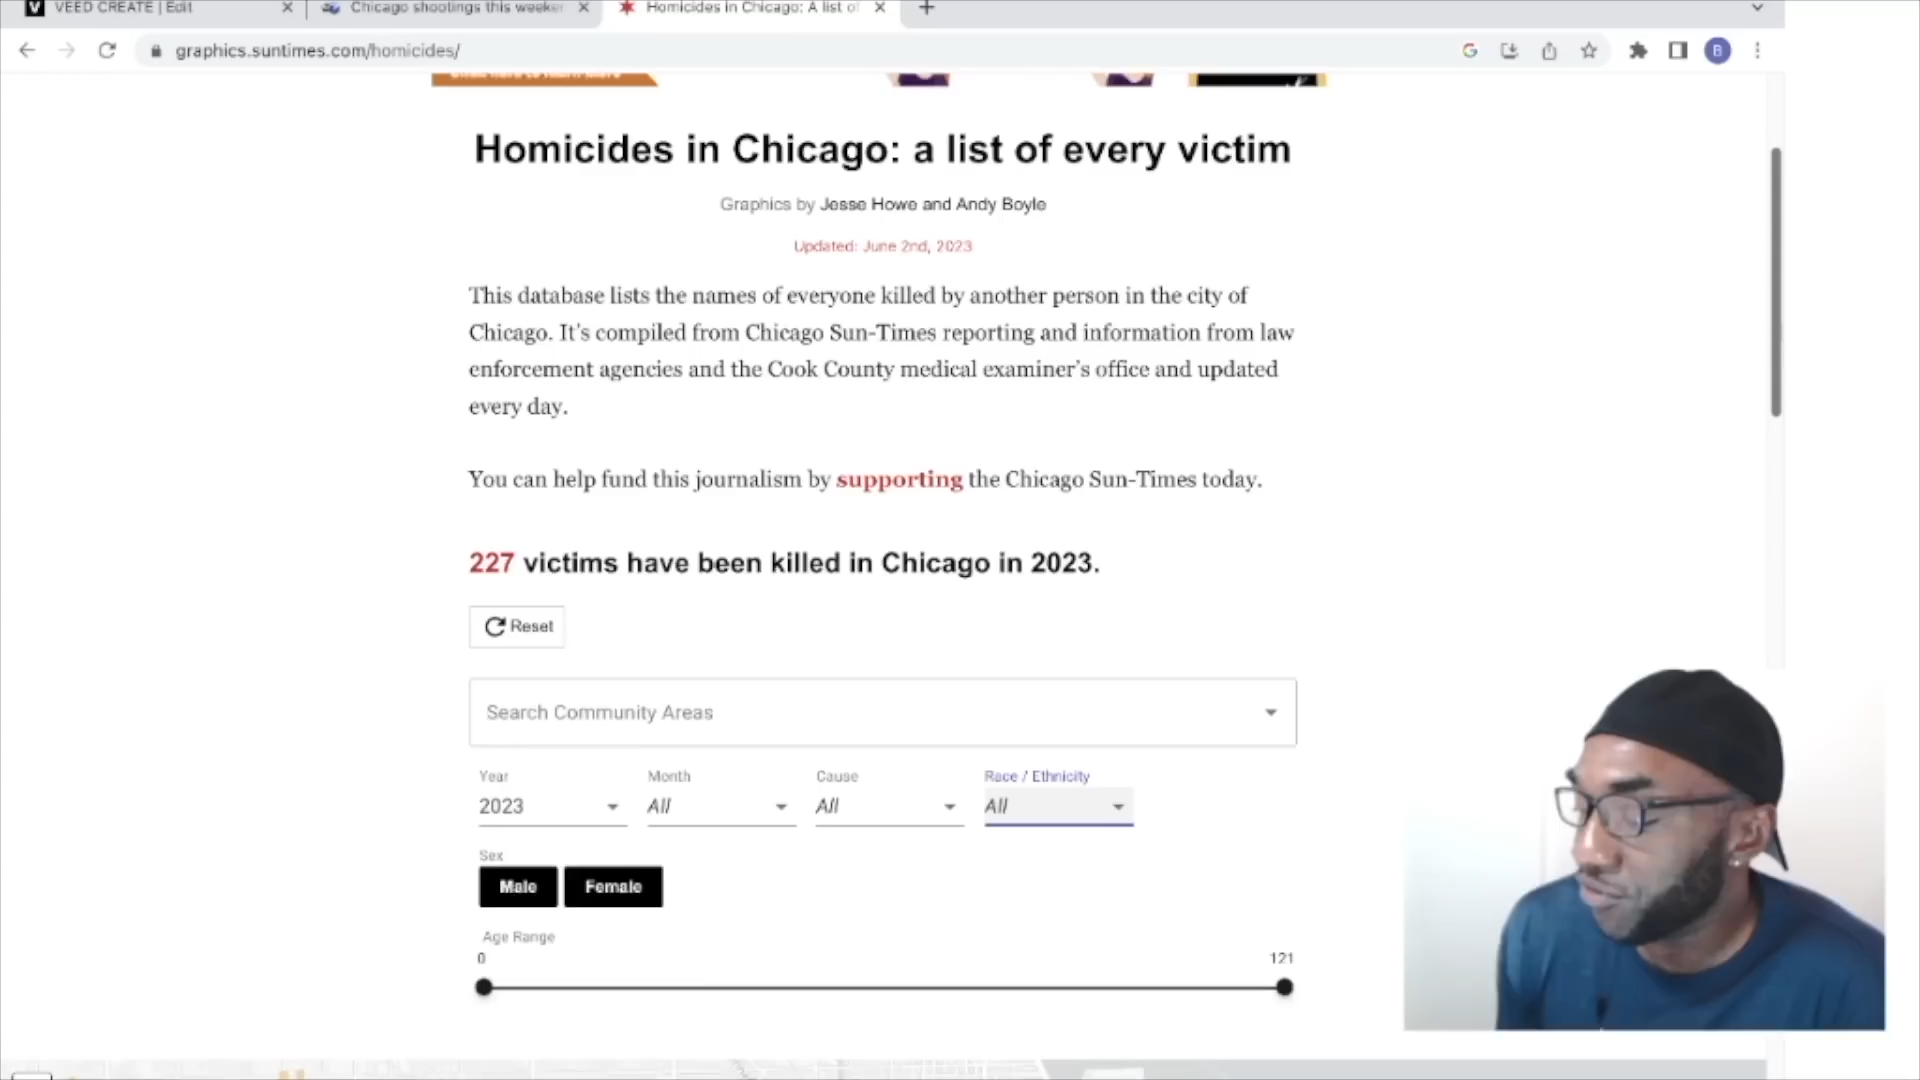 VEED CREATE | Edit
Chicago shootings this weeker
Homicides in Chicago: A list of
graphics.suntimes.com/homicides/
B
Homicides in Chicago: a list of every victim
Graphics by Jesse Howe and Andy Boyle
Updated: June 2nd, 2023
This database lists the names of everyone killed by another person in the city of
Chicago. It's compiled from Chicago Sun-Times reporting and information from law
enforcement agencies and the Cook County medical examiner's office and updated
every day.
You can help fund this journalism by supporting the Chicago Sun-Times today.
227 victims have been killed in Chicago in 2023.
Reset
Search Community Areas
Year
Month
Cause
Race / Ethnicity
2023
All
All
All
Sex
Male
Female
Age Range
0
121